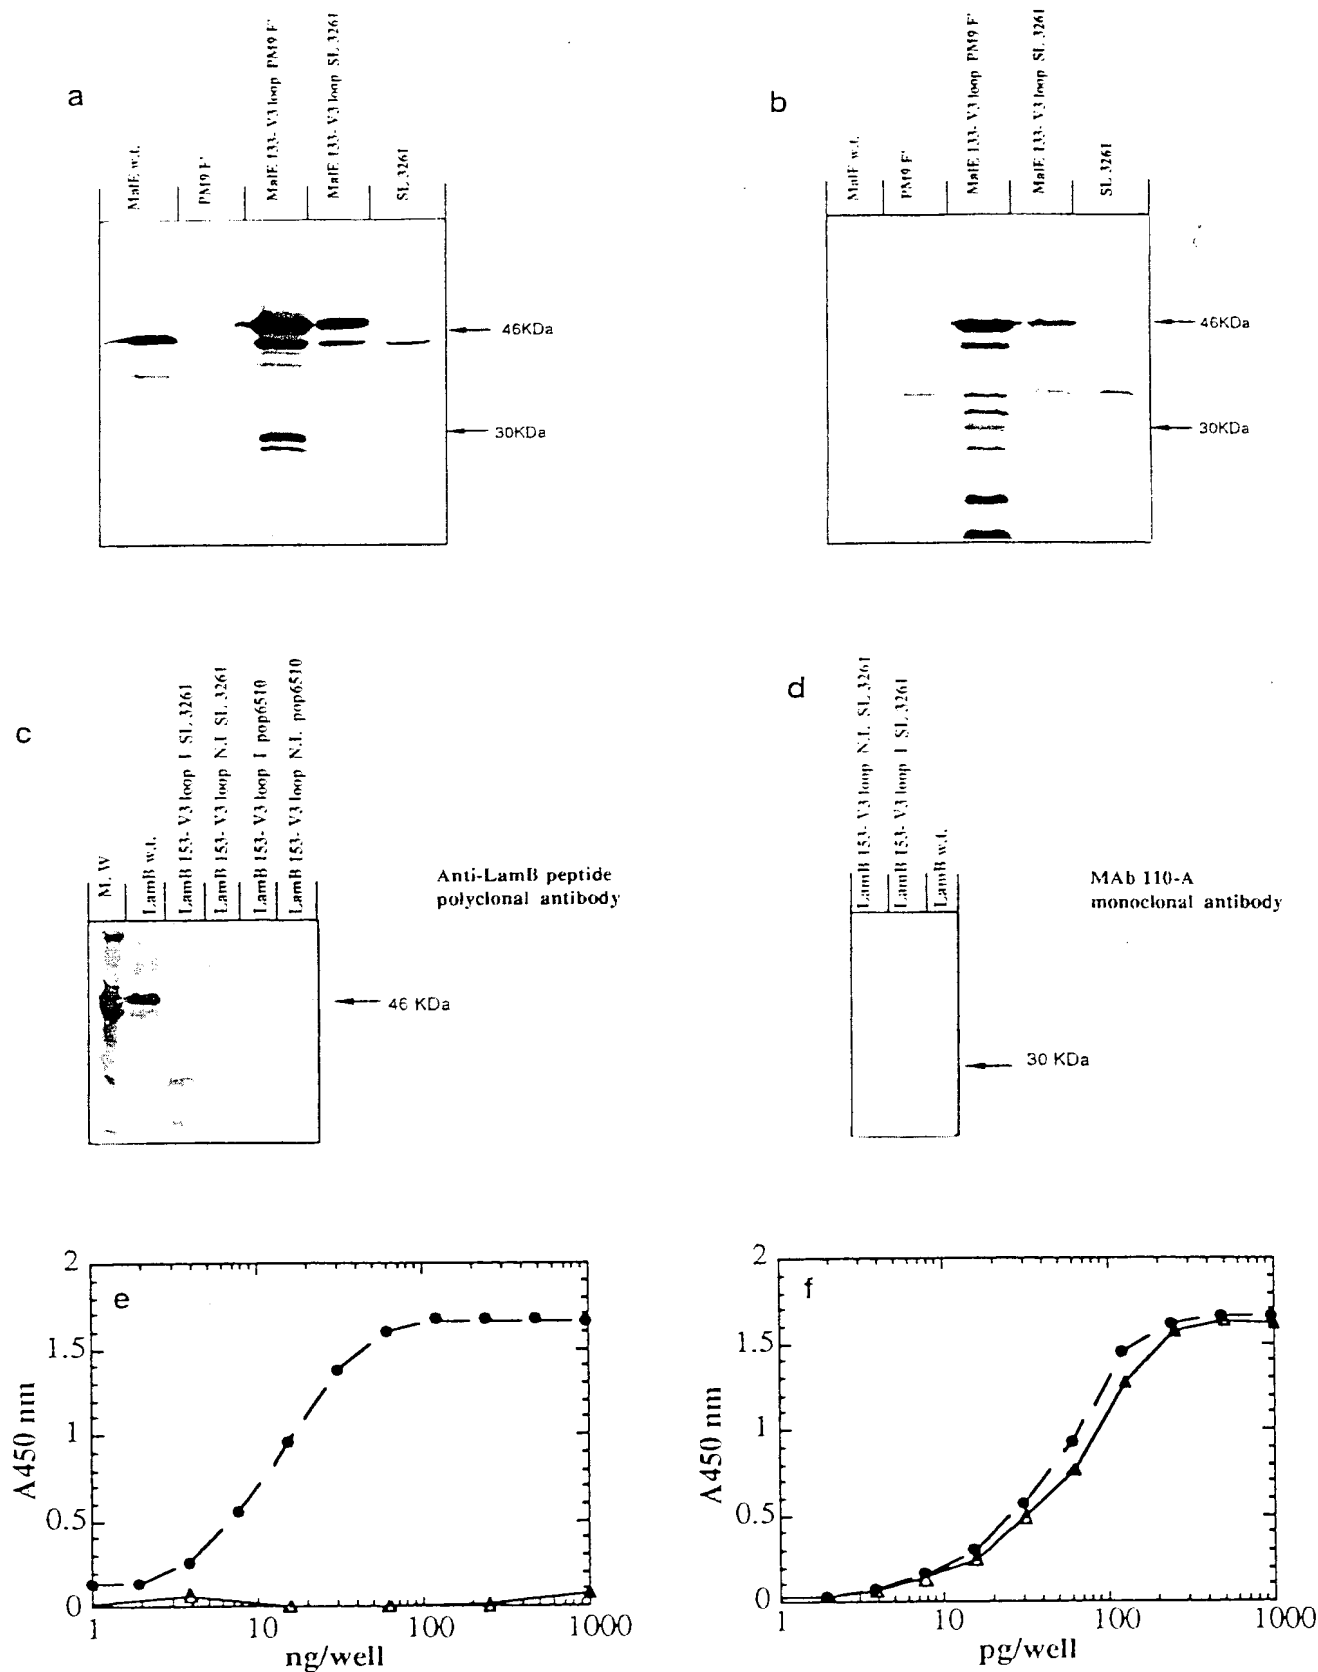 a
MalE w.t.
PM9 F'
MalE 133- V3 loop PM9 F'
MalE 133- V3 loop SL 3261
SL 3261
46KDa
30KDa
b
MalE w.t.
PM9 F'
MalE 133- V3 loop PM9 F'
MalE 133- V3 loop SL 3261
SL 3261
46KDa
30KDa
c
M. W
LamB w.t.
LamB 153- V3 loop I SL 3261
LamB 153- V3 loop N.I. SL 3261
LamB 153- V3 loop I pop6510
LamB 153- V3 loop N.I. pop6510
Anti-LamB peptide
polyclonal antibody
46 KDa
d
LamB 153- V3 loop N.I. SL 3261
LamB 153- V3 loop I SL 3261
LamB w.t.
MAb 110-A
monoclonal antibody
30 KDa
e
2
1.5
1
0.5
0
A450 nm
1 10 100 1000
ng/well
f
2
1.5
1
0.5
0
A450 nm
1 10 100 1000
pg/well